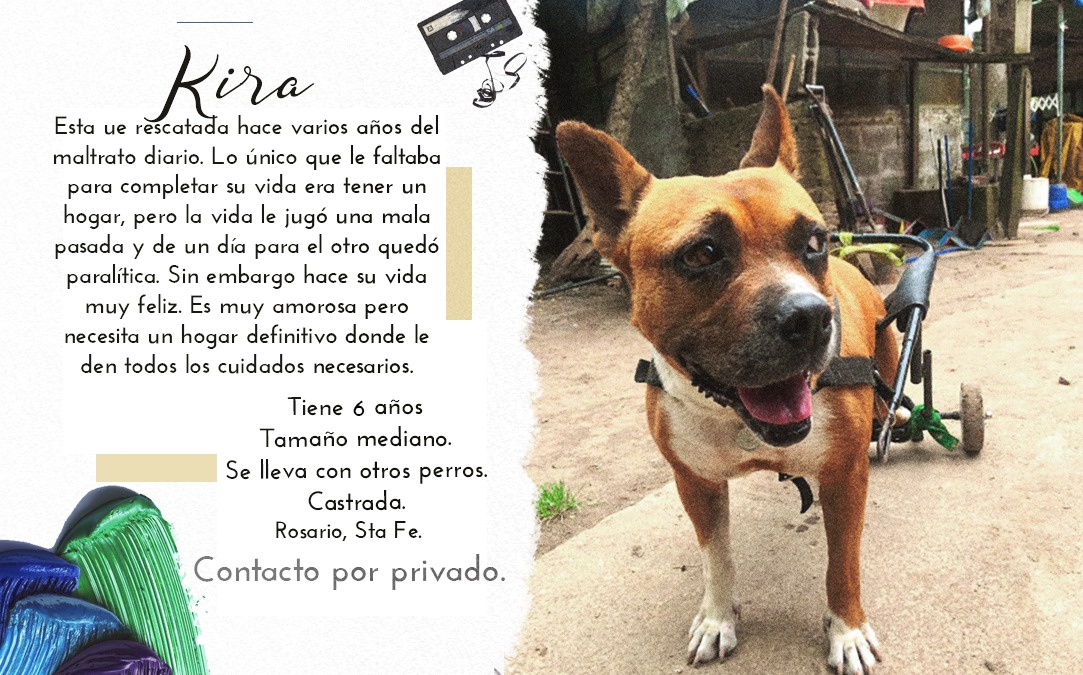 Kira
Esta ue rescatada hace varios años del
maltrato diario. Lo único que le faltaba
para completar su vida era tener un
hogar, pero la vida le jugó una mala
pasada y de un día para el otro quedó
paralítica. Sin embargo hace su vida
muy feliz. Es muy amorosa pero
necesita un hogar definitivo donde le
den todos los cuidados necesarios.
Tiene 6 años
Tamaño mediano.
Se lleva con otros perros.
Castrada.
Rosario, Sta Fe.
Contacto por privado.